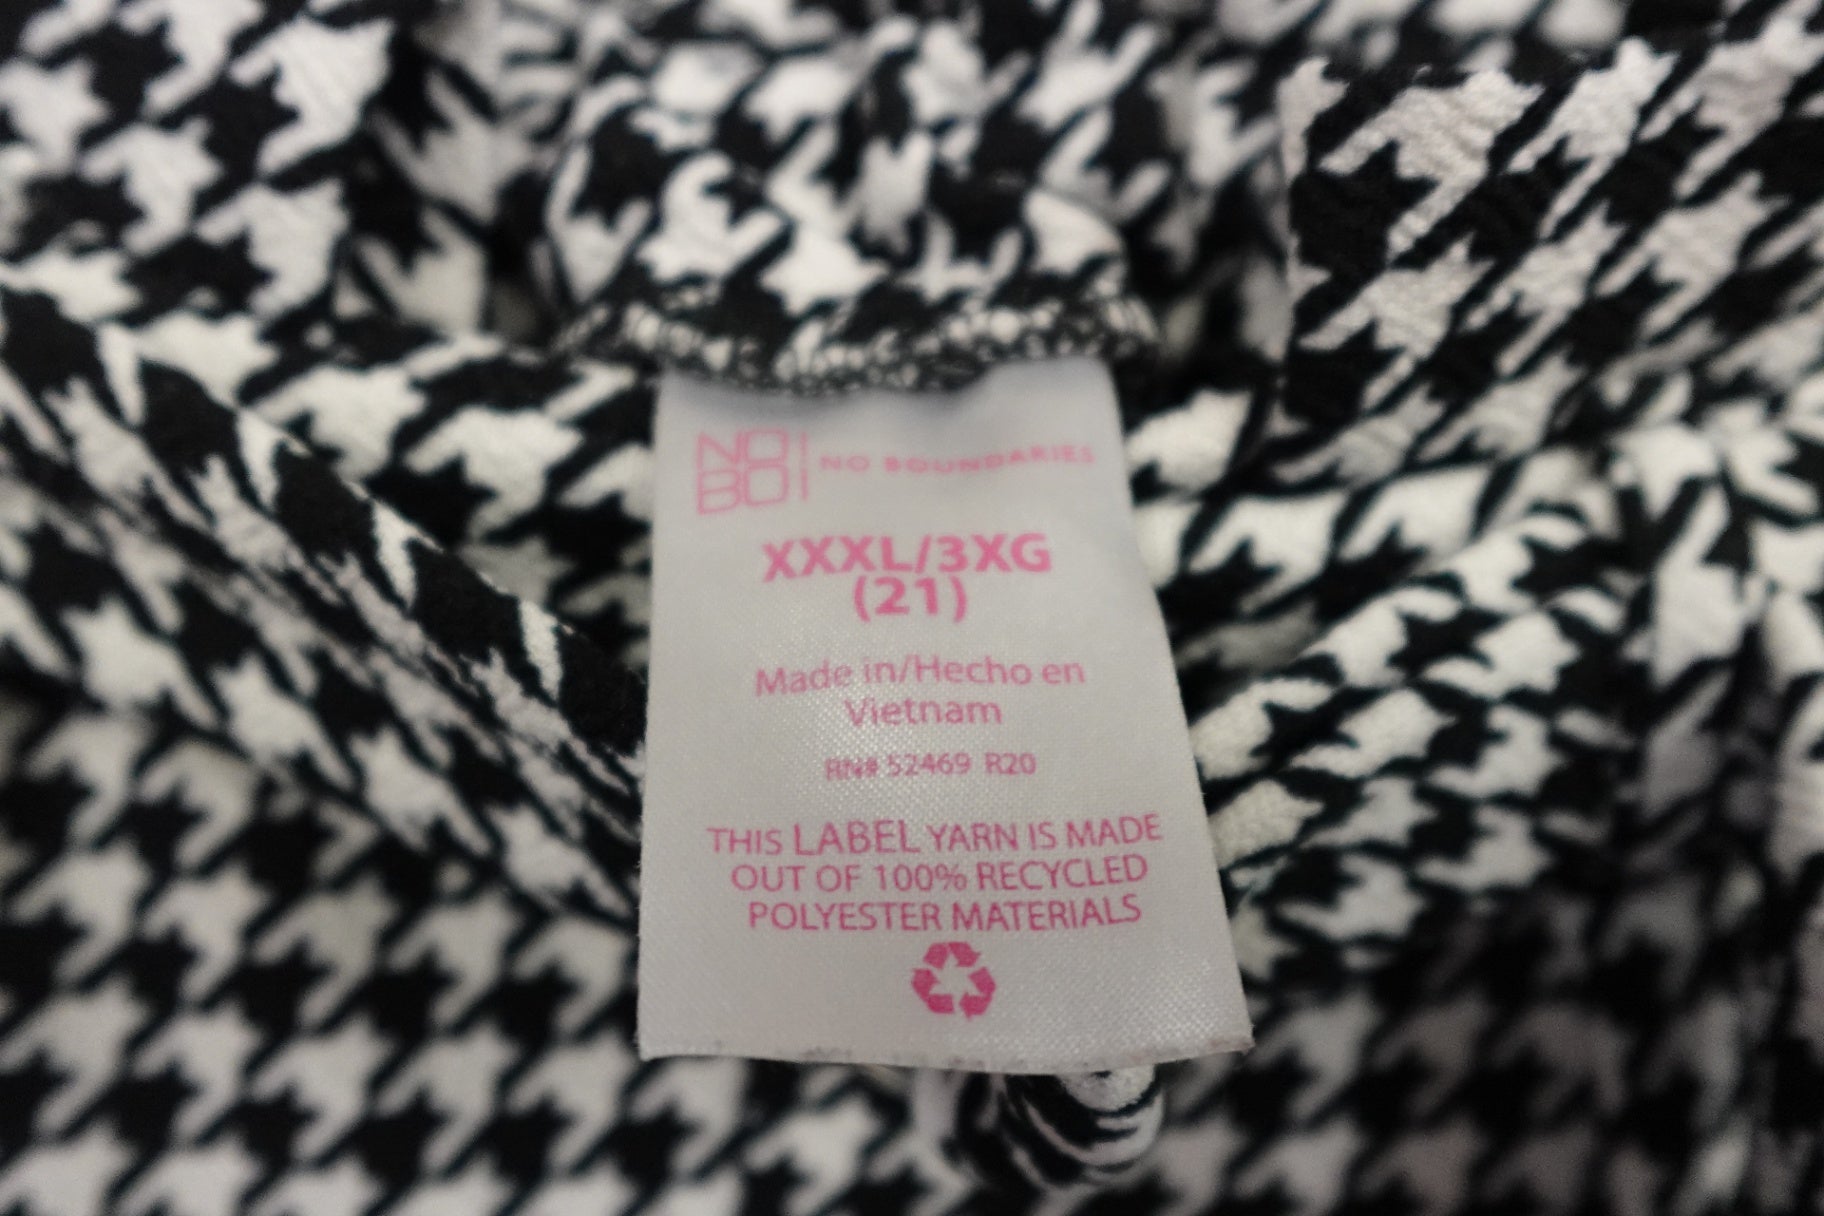 NO
BO
NO BOUNDARIES
XXXL/3XG
(21)
Made in/Hecho en
Vietnam
RN# 52469 R20
THIS LABEL YARN IS MADE
OUT OF 100% RECYCLED
POLYESTER MATERIALS